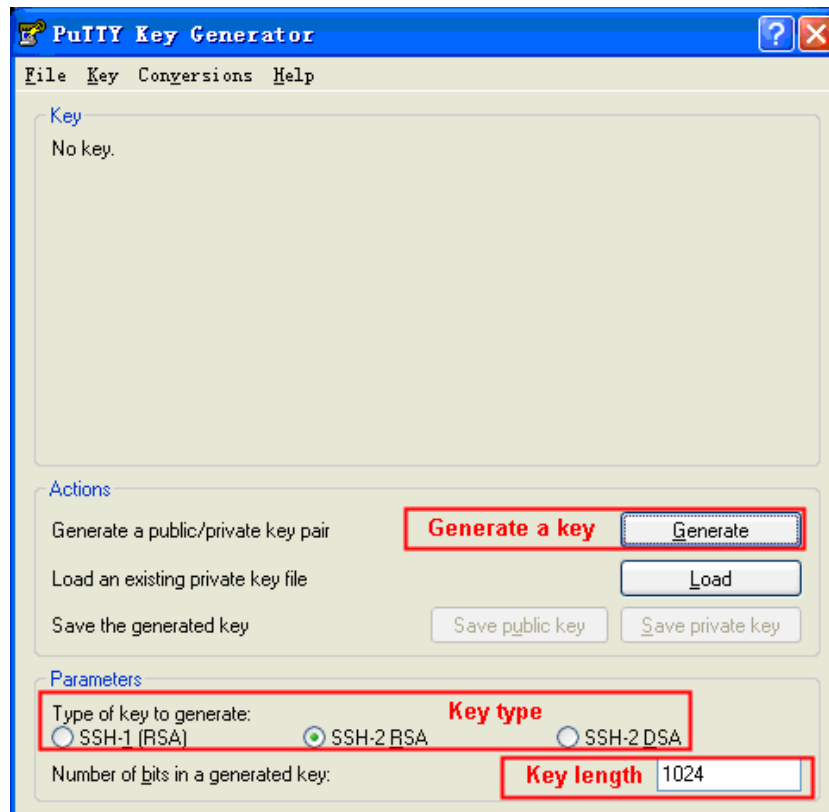 PuTTY Key Generator
File Key Conversions Help
Key
No key.
Actions
Generate a public/private key pair Generate a key Generate
Load an existing private key file Load
Save the generated key Save public key Save private key
Parameters
Type of key to generate: Key type
SSH-1 (RSA) SSH-2 RSA SSH-2 DSA
Number of bits in a generated key: Key length 1024